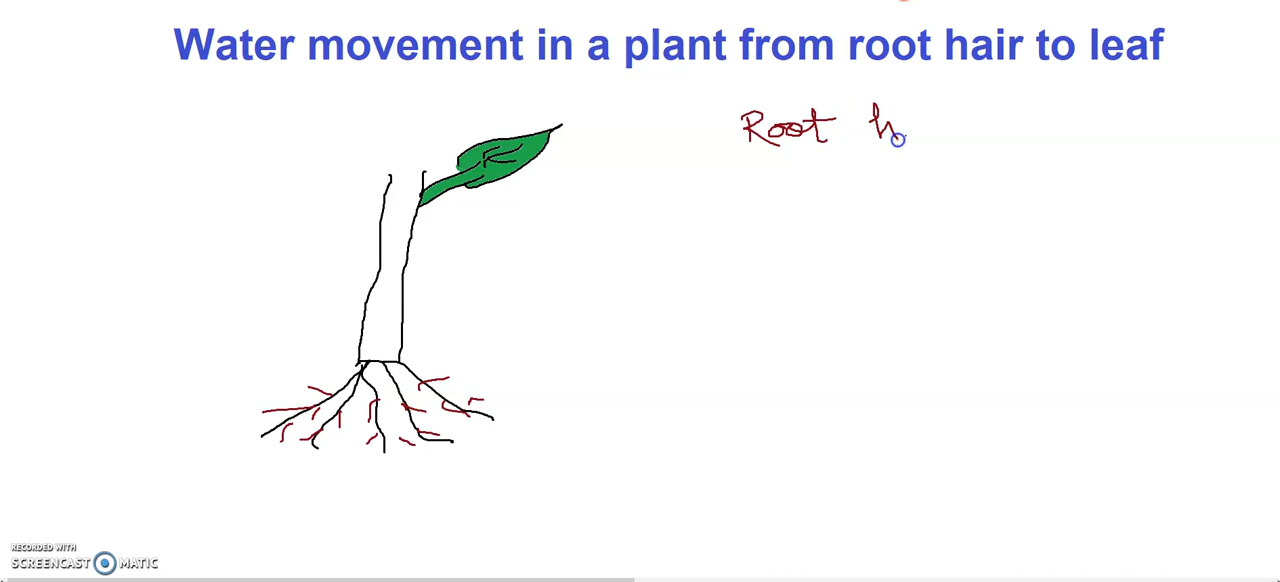 Water movement in a plant from root hair to leaf
Root h
RECORDED WITH
SCREENCAST MATIC